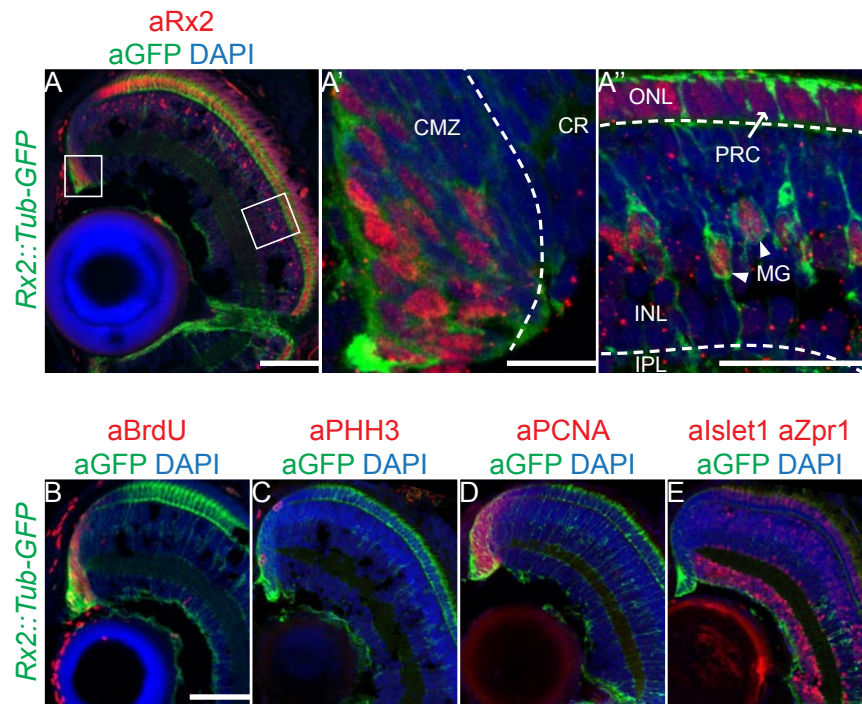 aRx2
aGFP DAPI
Rx2::Tub-GFP
A
A'
A''
CMZ
CR
ONL
PRC
MG
INL
IPL
aBrdU
aGFP DAPI
aPHH3
aGFP DAPI
aPCNA
aGFP DAPI
aIslet1 aZpr1
aGFP DAPI
Rx2::Tub-GFP
B
C
D
E